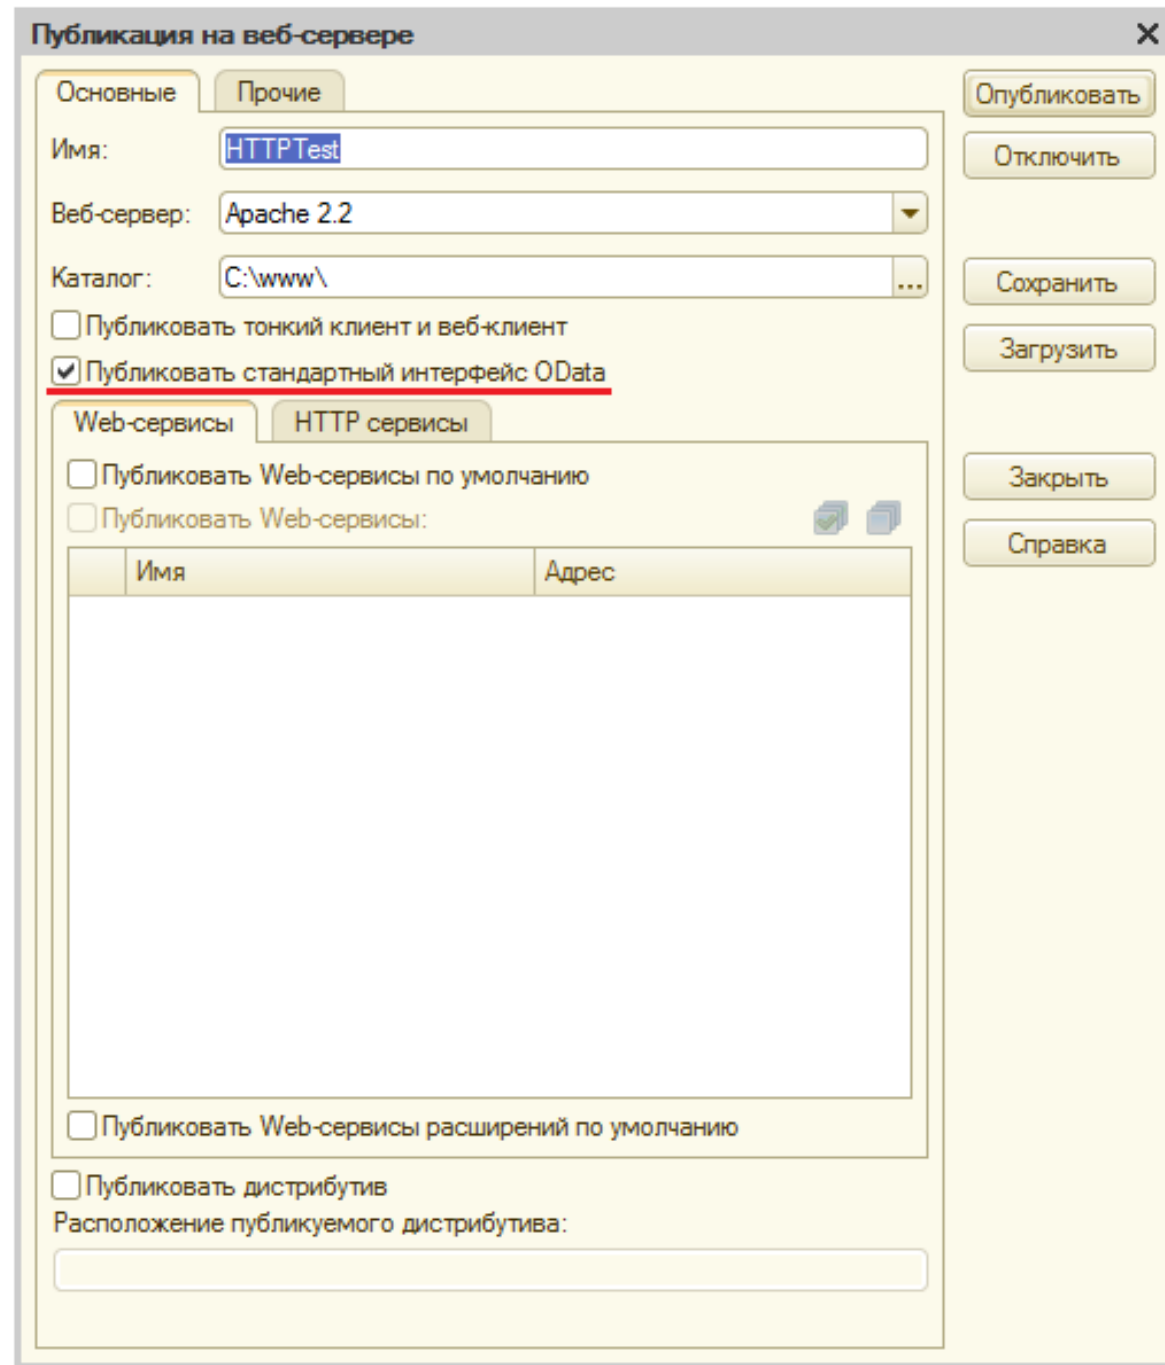 Публикация на веб-сервере
Основные Прочие
Опубликовать
Имя: HTTPTest
Отключить
Веб-сервер: Apache 2.2
Каталог: C:\www\ ...
Сохранить
Публиковать тонкий клиент и веб-клиент
Загрузить
Публиковать стандартный интерфейс OData
Web-сервисы HTTP сервисы
Публиковать Web-сервисы по умолчанию
Закрыть
Публиковать Web-сервисы:
Справка
Имя Адрес
Публиковать Web-сервисы расширений по умолчанию
Публиковать дистрибутив
Расположение публикуемого дистрибутива: